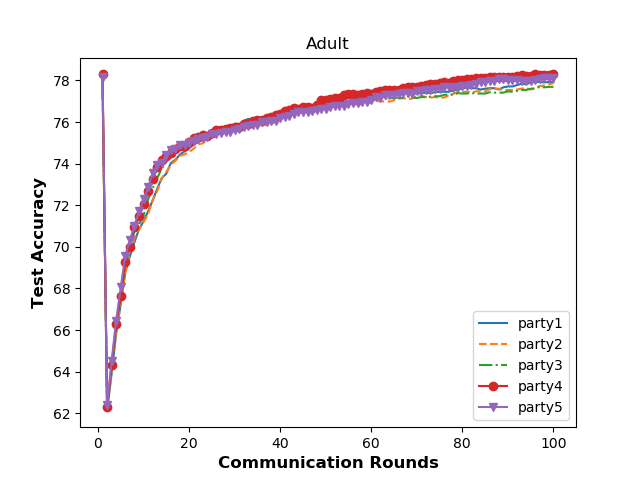 Adult
Test Accuracy
78
76
74
72
70
68
66
64
62
0 20 40 60 80 100
Communication Rounds
party1
party2
party3
party4
party5